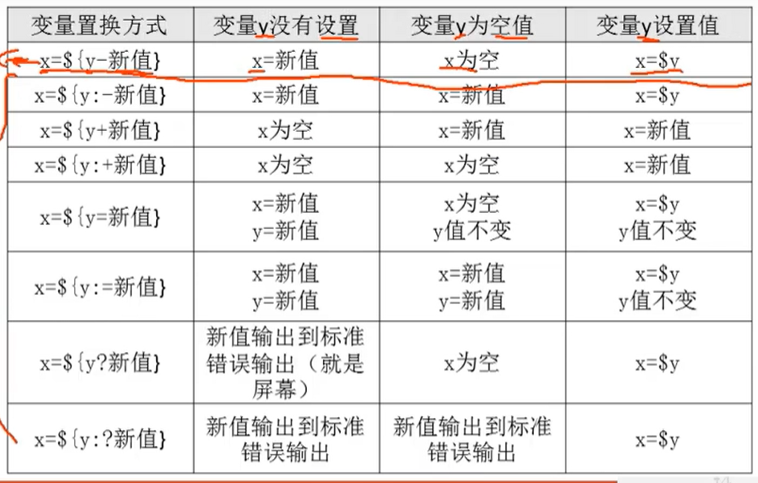 变量置换方式 变量y没有设置 变量y为空值 变量y设置值
x=${y-新值} x=新值 x为空 x=$y
x=${y:-新值} x=新值 x=新值 x=$y
x=${y+新值} x为空 x=新值 x=新值
x=${y:+新值} x为空 x为空 x=新值
x=${y=新值} x=新值 x为空 x=$y
y=新值 y值不变 y值不变
x=${y:=新值} x=新值 x=新值 x=$y
y=新值 y=新值 y值不变
x=${y?新值} 新值输出到标准 x为空 x=$y
错误输出（就是
屏幕）
x=${y:?新值} 新值输出到标准 新值输出到标准 x=$y
错误输出 错误输出